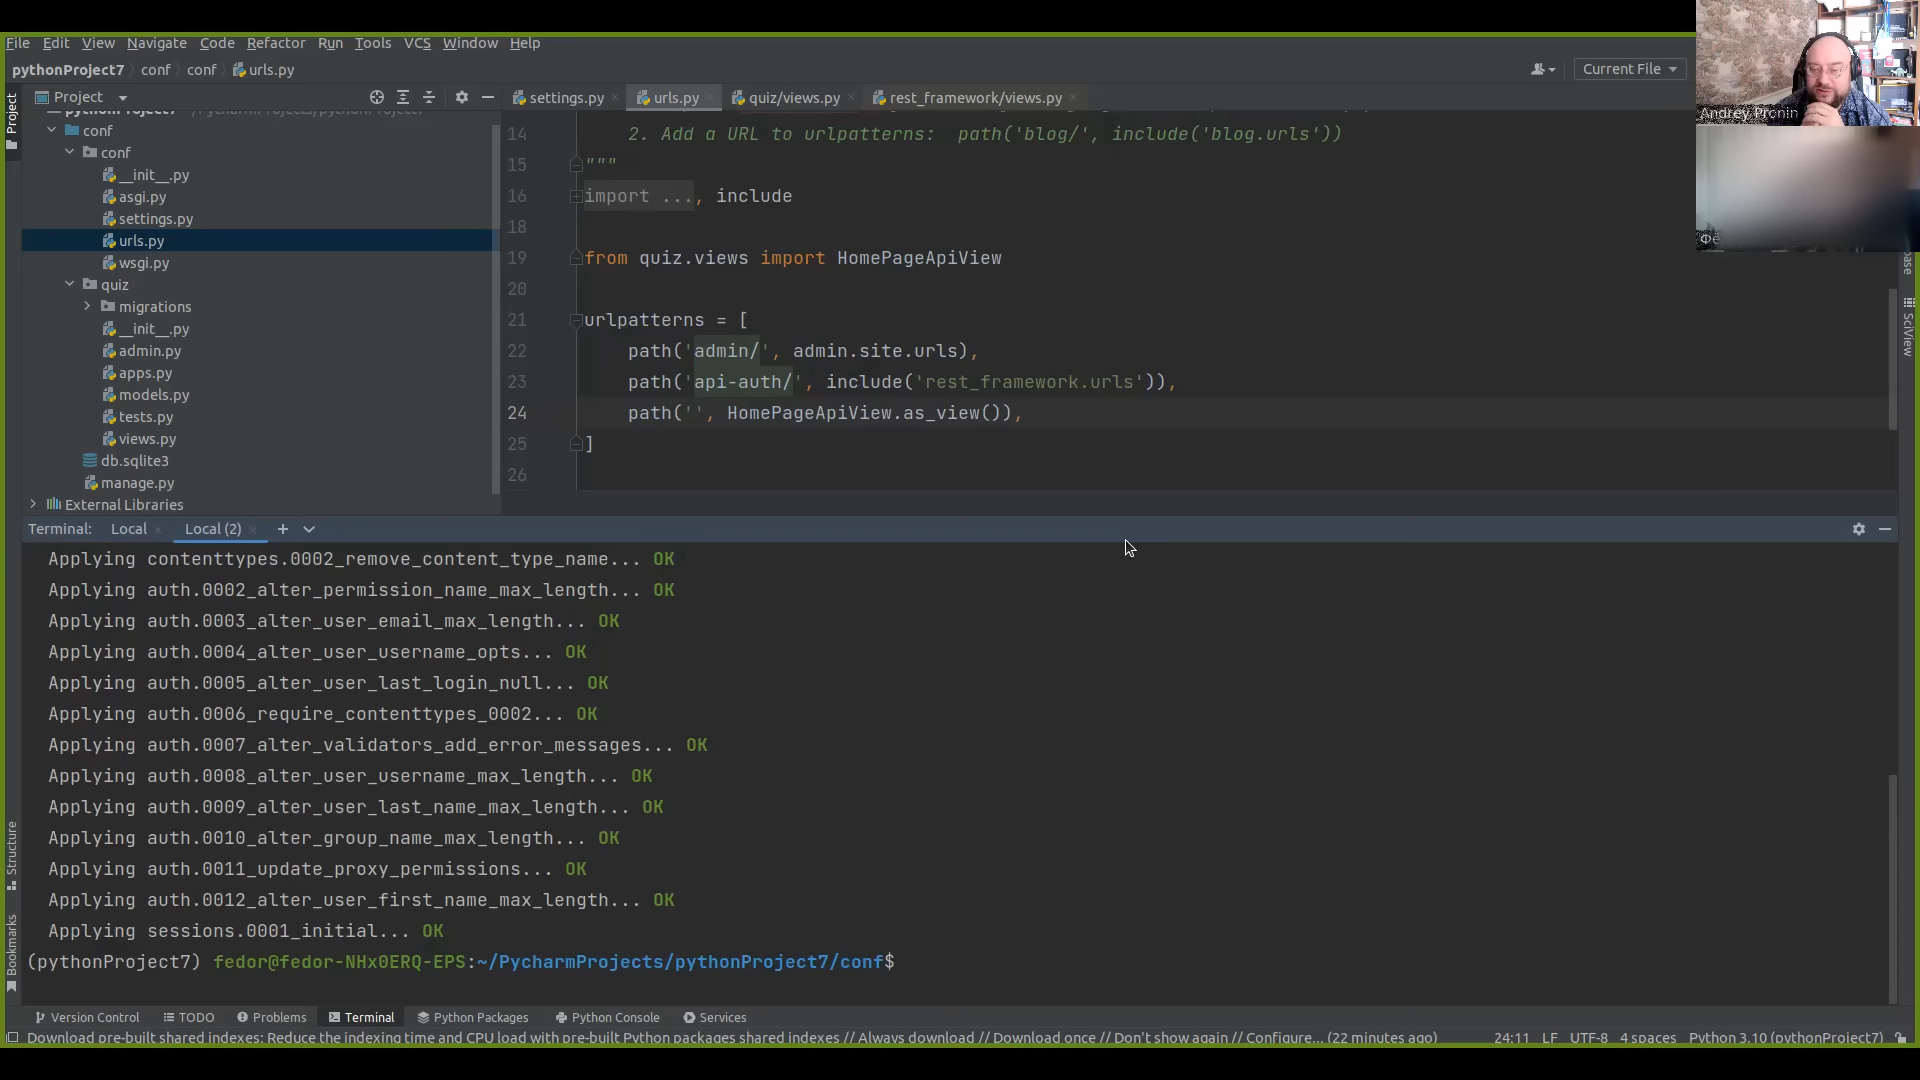 File Edit View Navigate Code Refactor Run Tools VCS Window Help
pythonProject7 conf conf urls.py
Current File
Andrey Pronin
Фё
Project
Project
settings.py urls.py quiz/views.py rest_framework/views.py
conf
conf
__init__.py
asgi.py
settings.py
urls.py
wsgi.py
quiz
migrations
__init__.py
admin.py
apps.py
models.py
tests.py
views.py
db.sqlite3
manage.py
External Libraries
14 2. Add a URL to urlpatterns: path('blog/', include('blog.urls'))
15 """
16 import ..., include
18
19 from quiz.views import HomePageApiView
20
21 urlpatterns = [
22 path('admin/', admin.site.urls),
23 path('api-auth/', include('rest_framework.urls')),
24 path('', HomePageApiView.as_view()),
25 ]
26
SciView
Terminal: Local Local (2)
Applying contenttypes.0002_remove_content_type_name... OK
Applying auth.0002_alter_permission_name_max_length... OK
Applying auth.0003_alter_user_email_max_length... OK
Applying auth.0004_alter_user_username_opts... OK
Applying auth.0005_alter_user_last_login_null... OK
Applying auth.0006_require_contenttypes_0002... OK
Applying auth.0007_alter_validators_add_error_messages... OK
Applying auth.0008_alter_user_username_max_length... OK
Applying auth.0009_alter_user_last_name_max_length... OK
Applying auth.0010_alter_group_name_max_length... OK
Applying auth.0011_update_proxy_permissions... OK
Applying auth.0012_alter_user_first_name_max_length... OK
Applying sessions.0001_initial... OK
(pythonProject7) fedor@fedor-NHx0ERQ-EPS:~/PycharmProjects/pythonProject7/conf$
Structure
Bookmarks
Version Control TODO Problems Terminal Python Packages Python Console Services
Download pre-built shared indexes: Reduce the indexing time and CPU load with pre-built Python packages shared indexes // Always download // Download once // Don't show again // Configure... (22 minutes ago) 24:11 LF UTF-8 4 spaces Python 3.10 (pythonProject7)